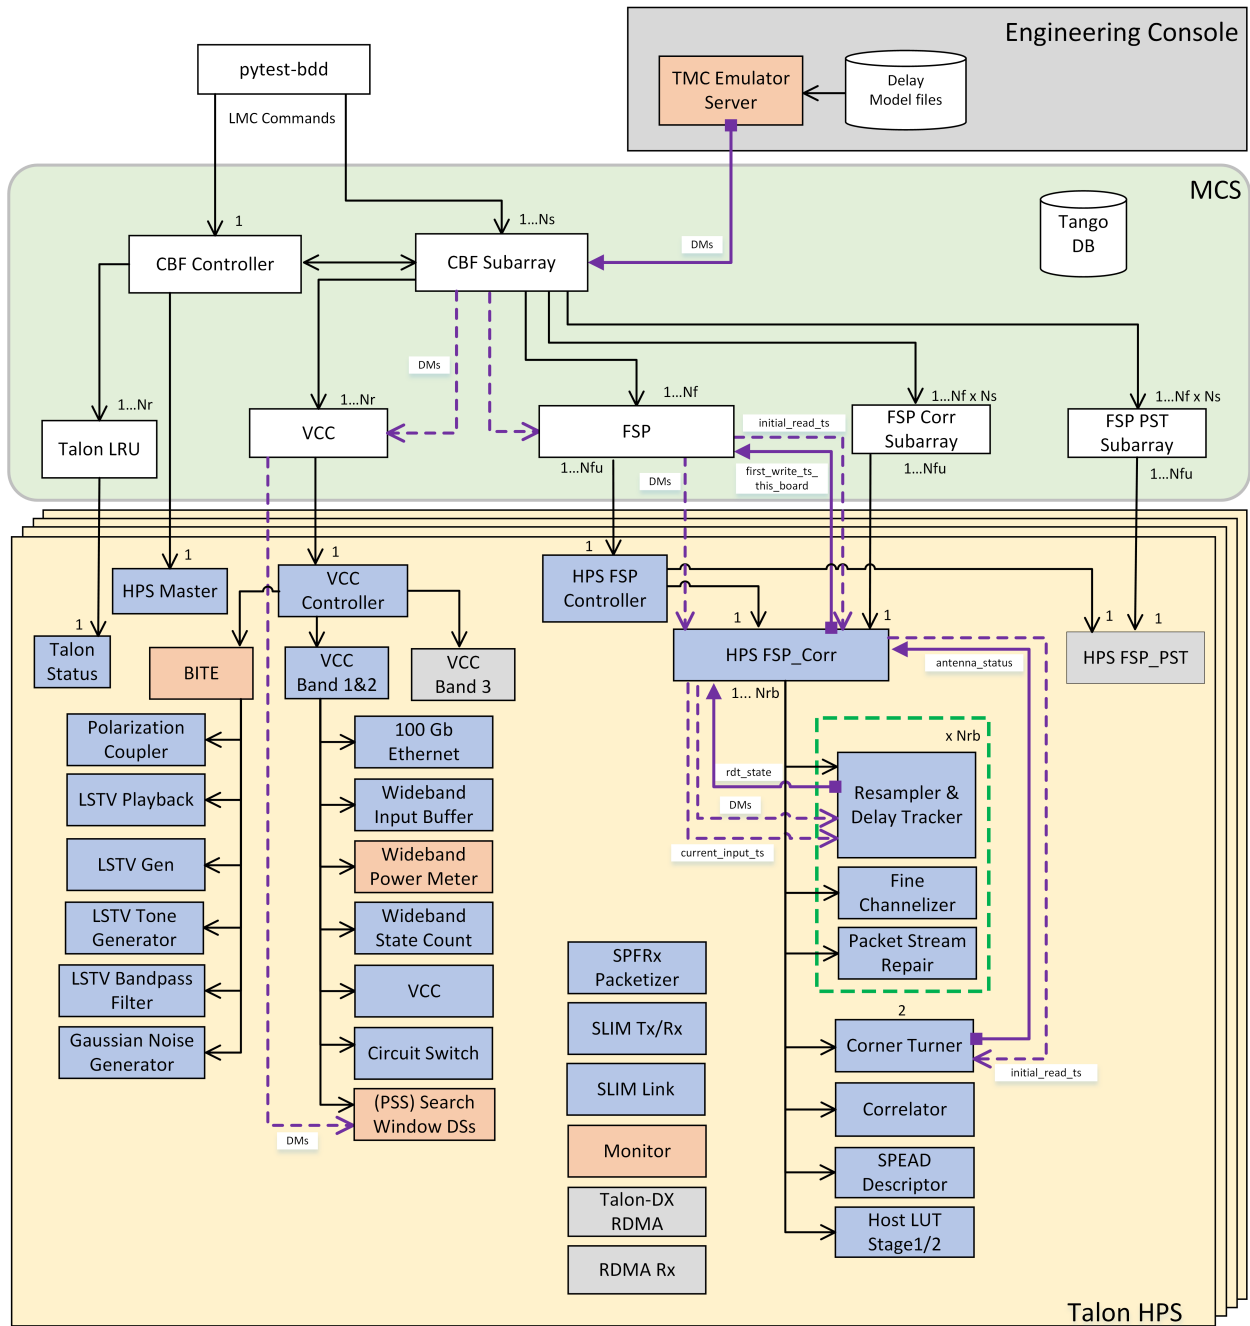 Engineering Console
pytest-bdd
TMC Emulator
Server
Delay
Model files
LMC Commands
MCS
1
1...Ns
Tango
DB
CBF Controller
CBF Subarray
DMs
DMs
1...Nr
1...Nr
1...Nf
1...Nf x Ns
1...Nf x Ns
Talon LRU
VCC
FSP
initial_read_ts
FSP Corr
Subarray
FSP PST
Subarray
1...Nfu
DMs
first_write_ts_
this_board
1...Nfu
1...Nfu
1
1
1
HPS Master
VCC
Controller
HPS FSP
Controller
1
1
1
1
1
Talon
Status
BITE
VCC
Band 1&2
VCC
Band 3
HPS FSP_Corr
antenna_status
HPS FSP_PST
1... Nrb
Polarization
Coupler
100 Gb
Ethernet
x Nrb
LSTV Playback
Wideband
Input Buffer
rdt_state
DMs
Resampler &
Delay Tracker
LSTV Gen
Wideband
Power Meter
current_input_ts
Fine
Channelizer
LSTV Tone
Generator
Wideband
State Count
Packet Stream
Repair
SPFRx
Packetizer
LSTV Bandpass
Filter
VCC
2
SLIM Tx/Rx
Gaussian Noise
Generator
Circuit Switch
Corner Turner
initial_read_ts
SLIM Link
(PSS) Search
Window DSs
Correlator
DMs
Monitor
SPEAD
Descriptor
Talon-DX
RDMA
Host LUT
Stage1/2
RDMA Rx
Talon HPS